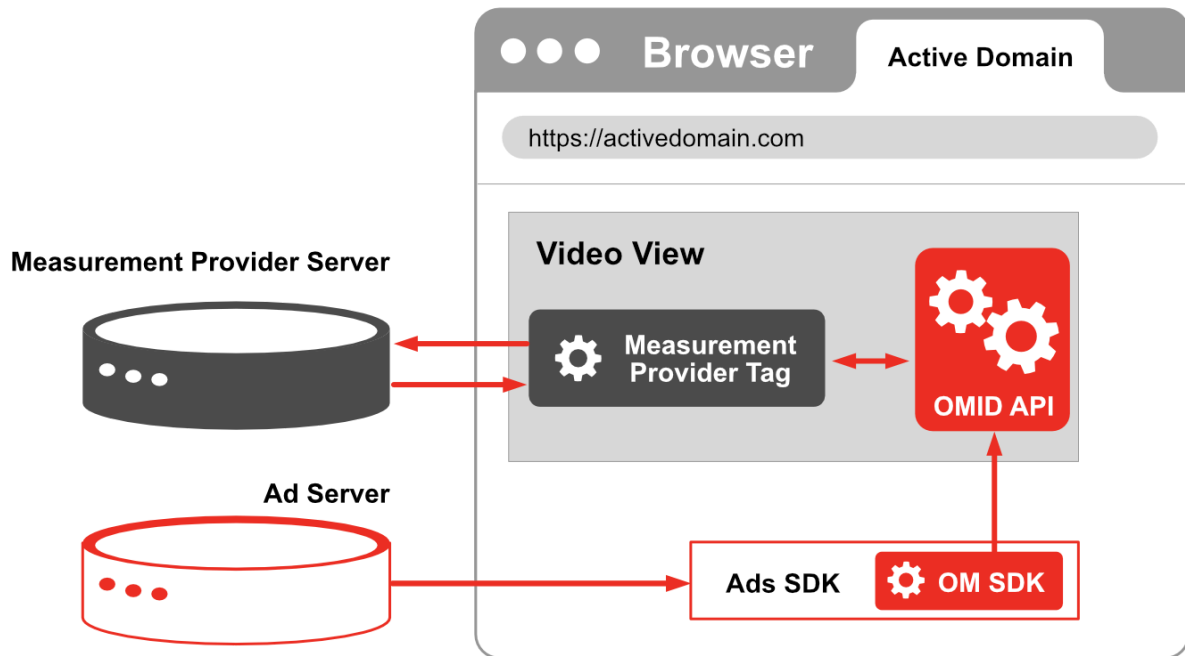 Browser
Active Domain
https://activedomain.com
Video View
Measurement Provider Server
Measurement
Provider Tag
OMID API
Ad Server
Ads SDK
OM SDK